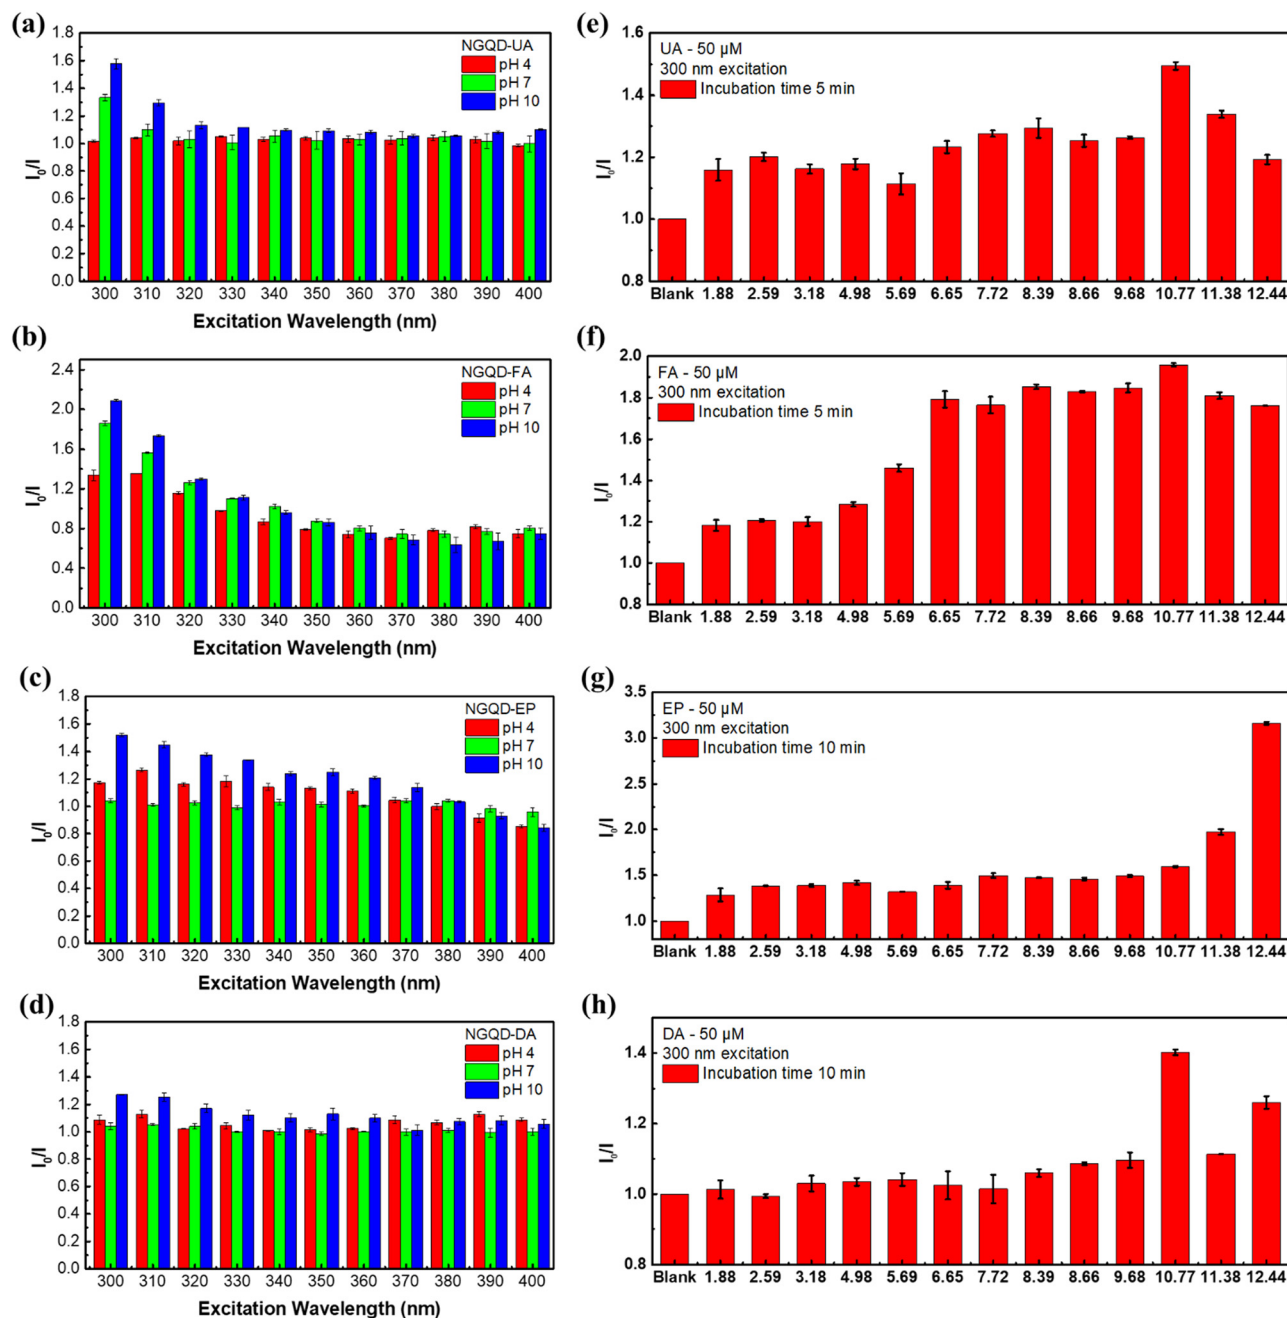 (a)
1.8
1.6
1.4
1.2
1.0
0.8
0.6
0.4
0.2
0.0
I0/I
NGQD-UA
pH 4
pH 7
pH 10
300 310 320 330 340 350 360 370 380 390 400
Excitation Wavelength (nm)
(e)
1.6
1.4
1.2
1.0
0.8
I0/I
UA - 50 µM
300 nm excitation
Incubation time 5 min
Blank 1.88 2.59 3.18 4.98 5.69 6.65 7.72 8.39 8.66 9.68 10.77 11.38 12.44
(b)
2.4
2.0
1.6
1.2
0.8
0.4
0.0
I0/I
NGQD-FA
pH 4
pH 7
pH 10
300 310 320 330 340 350 360 370 380 390 400
Excitation Wavelength (nm)
(f)
2.0
1.8
1.6
1.4
1.2
1.0
0.8
I0/I
FA - 50 µM
300 nm excitation
Incubation time 5 min
Blank 1.88 2.59 3.18 4.98 5.69 6.65 7.72 8.39 8.66 9.68 10.77 11.38 12.44
(c)
1.8
1.6
1.4
1.2
1.0
0.8
0.6
0.4
0.2
0.0
I0/I
NGQD-EP
pH 4
pH 7
pH 10
300 310 320 330 340 350 360 370 380 390 400
Excitation Wavelength (nm)
(g)
3.5
3.0
2.5
2.0
1.5
1.0
I0/I
EP - 50 µM
300 nm excitation
Incubation time 10 min
Blank 1.88 2.59 3.18 4.98 5.69 6.65 7.72 8.39 8.66 9.68 10.77 11.38 12.44
(d)
1.8
1.6
1.4
1.2
1.0
0.8
0.6
0.4
0.2
0.0
I0/I
NGQD-DA
pH 4
pH 7
pH 10
300 310 320 330 340 350 360 370 380 390 400
Excitation Wavelength (nm)
(h)
1.4
1.2
1.0
0.8
I0/I
DA - 50 µM
300 nm excitation
Incubation time 10 min
Blank 1.88 2.59 3.18 4.98 5.69 6.65 7.72 8.39 8.66 9.68 10.77 11.38 12.44